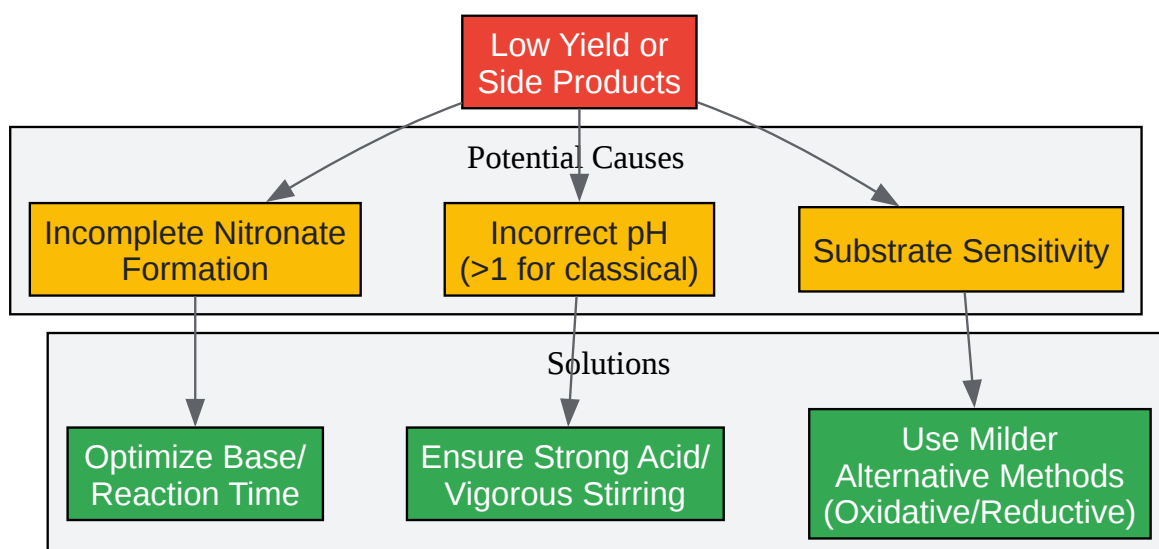 Low Yield or
Side Products
Potential Causes
Incomplete Nitronate
Formation
Incorrect pH
(>1 for classical)
Substrate Sensitivity
Solutions
Optimize Base/
Reaction Time
Ensure Strong Acid/
Vigorous Stirring
Use Milder
Alternative Methods
(Oxidative/Reductive)